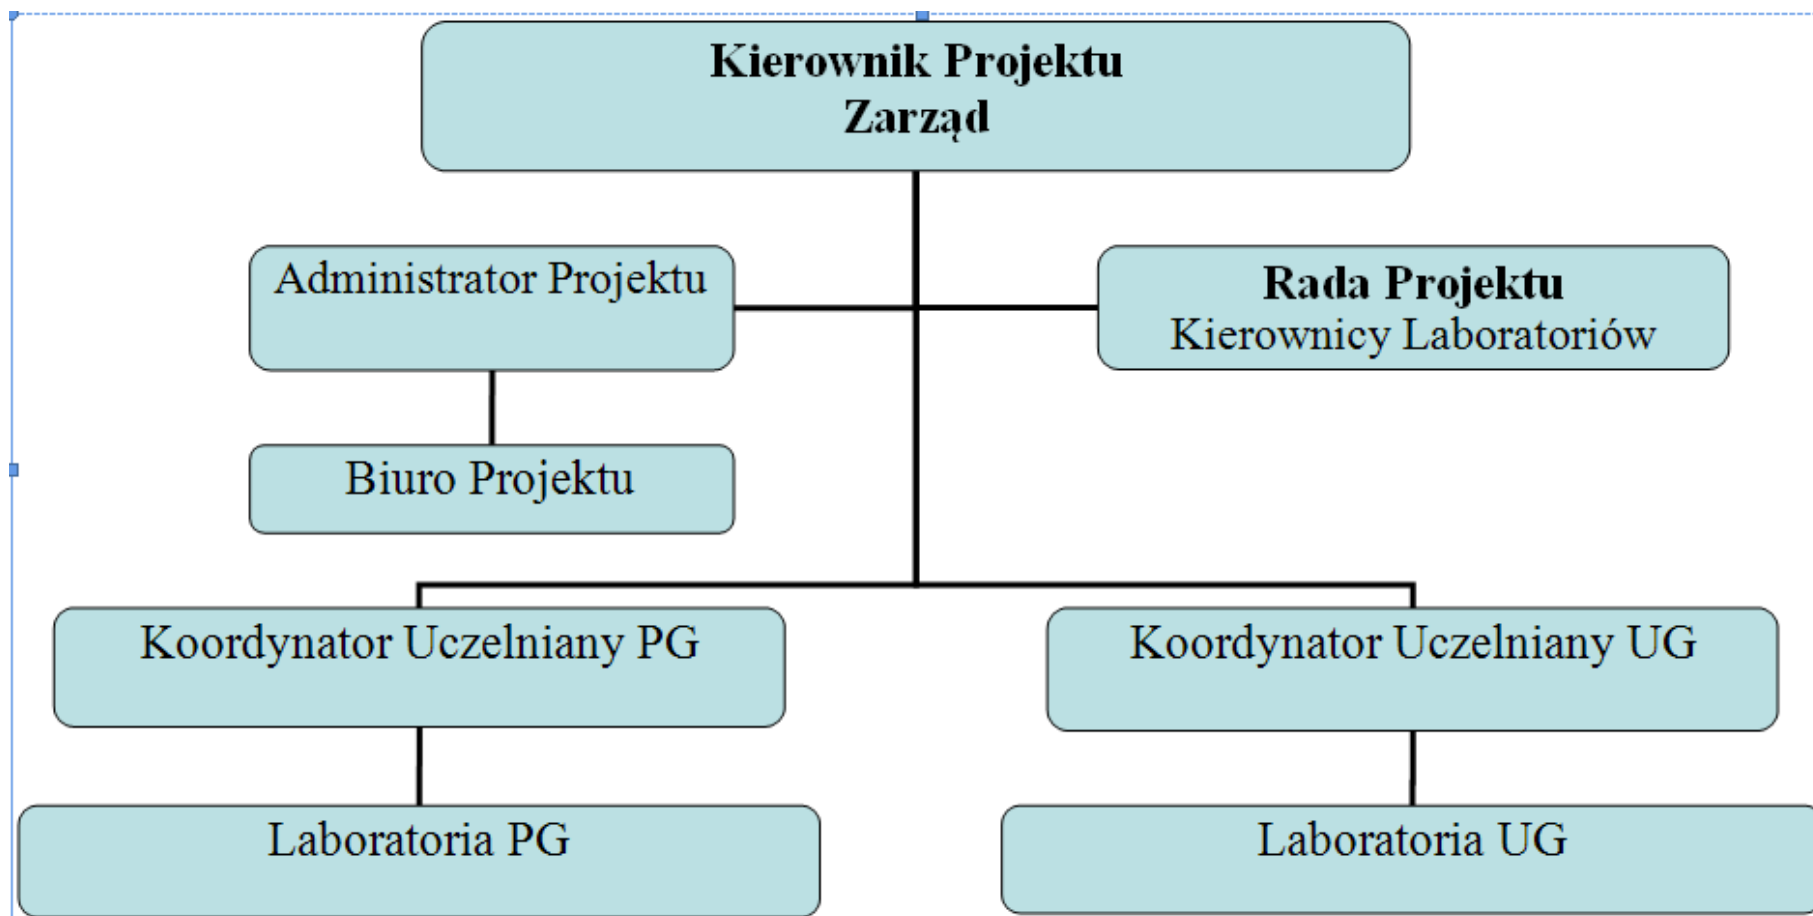 Kierownik Projektu
Zarząd
Administrator Projektu
Rada Projektu
Kierownicy Laboratoriów
Biuro Projektu
Koordynator Uczelniany PG
Koordynator Uczelniany UG
Laboratoria PG
Laboratoria UG